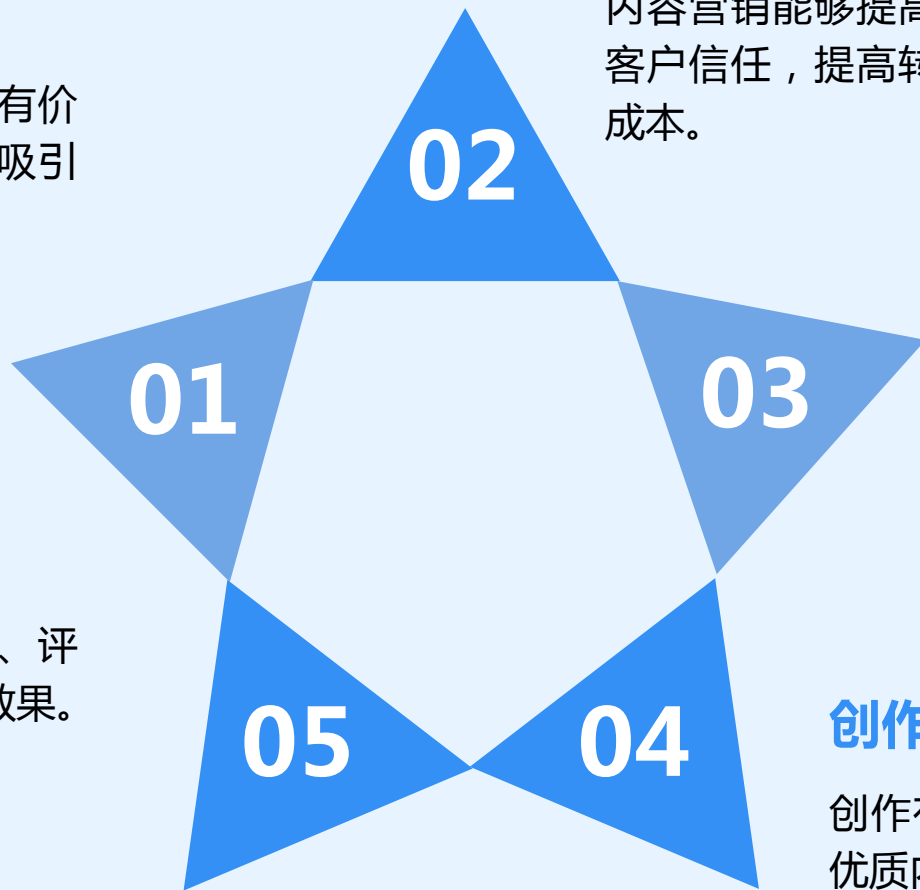 有价
吸引
内容营销能够提高
客户信任，提高转
成本。
02
01
03
、评
效果。
05
04
创作
创作
优质